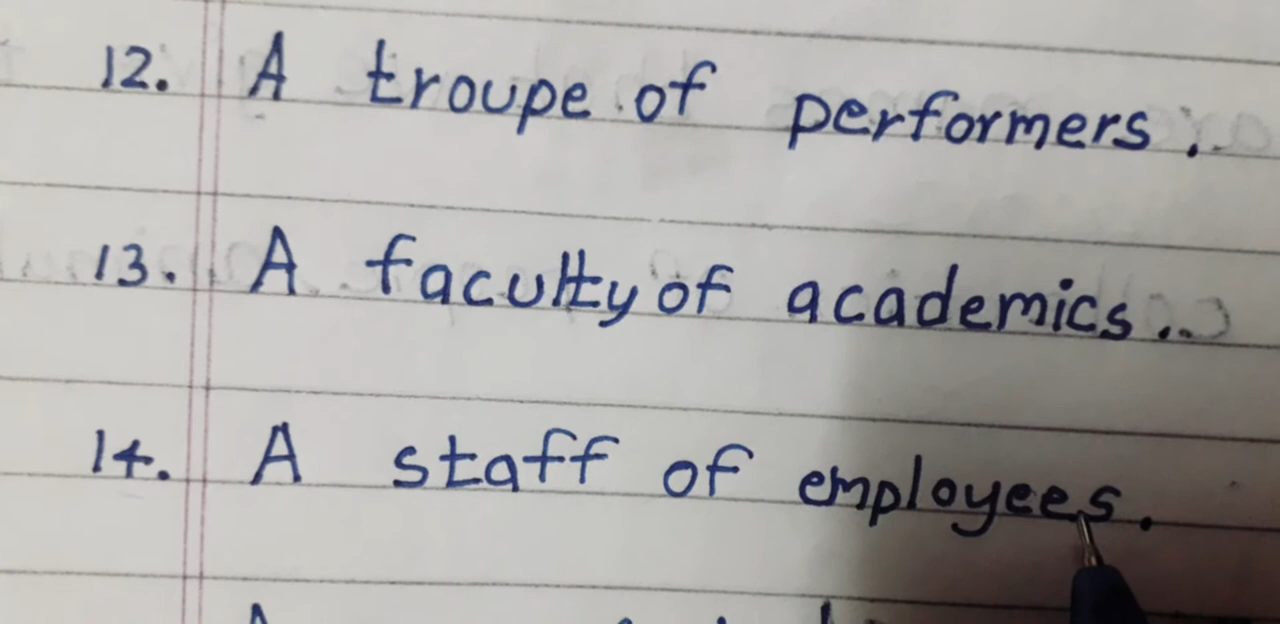 12. A troupe of performers.
13. A faculty of academics..
14. A staff of employees.